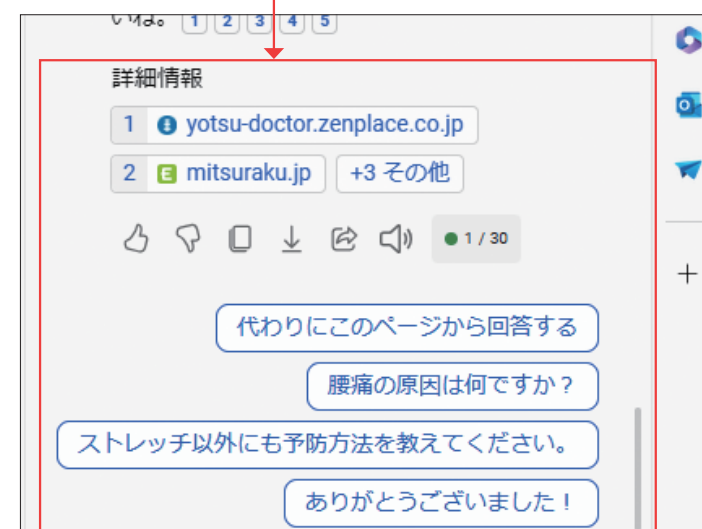 いね。 1 2 3 4 5
詳細情報
1 yotsu-doctor.zenplace.co.jp
2 E mitsuraku.jp +3 その他
1 / 30
代わりにこのページから回答する
腰痛の原因は何ですか？
ストレッチ以外にも予防方法を教えてください。
ありがとうございました！